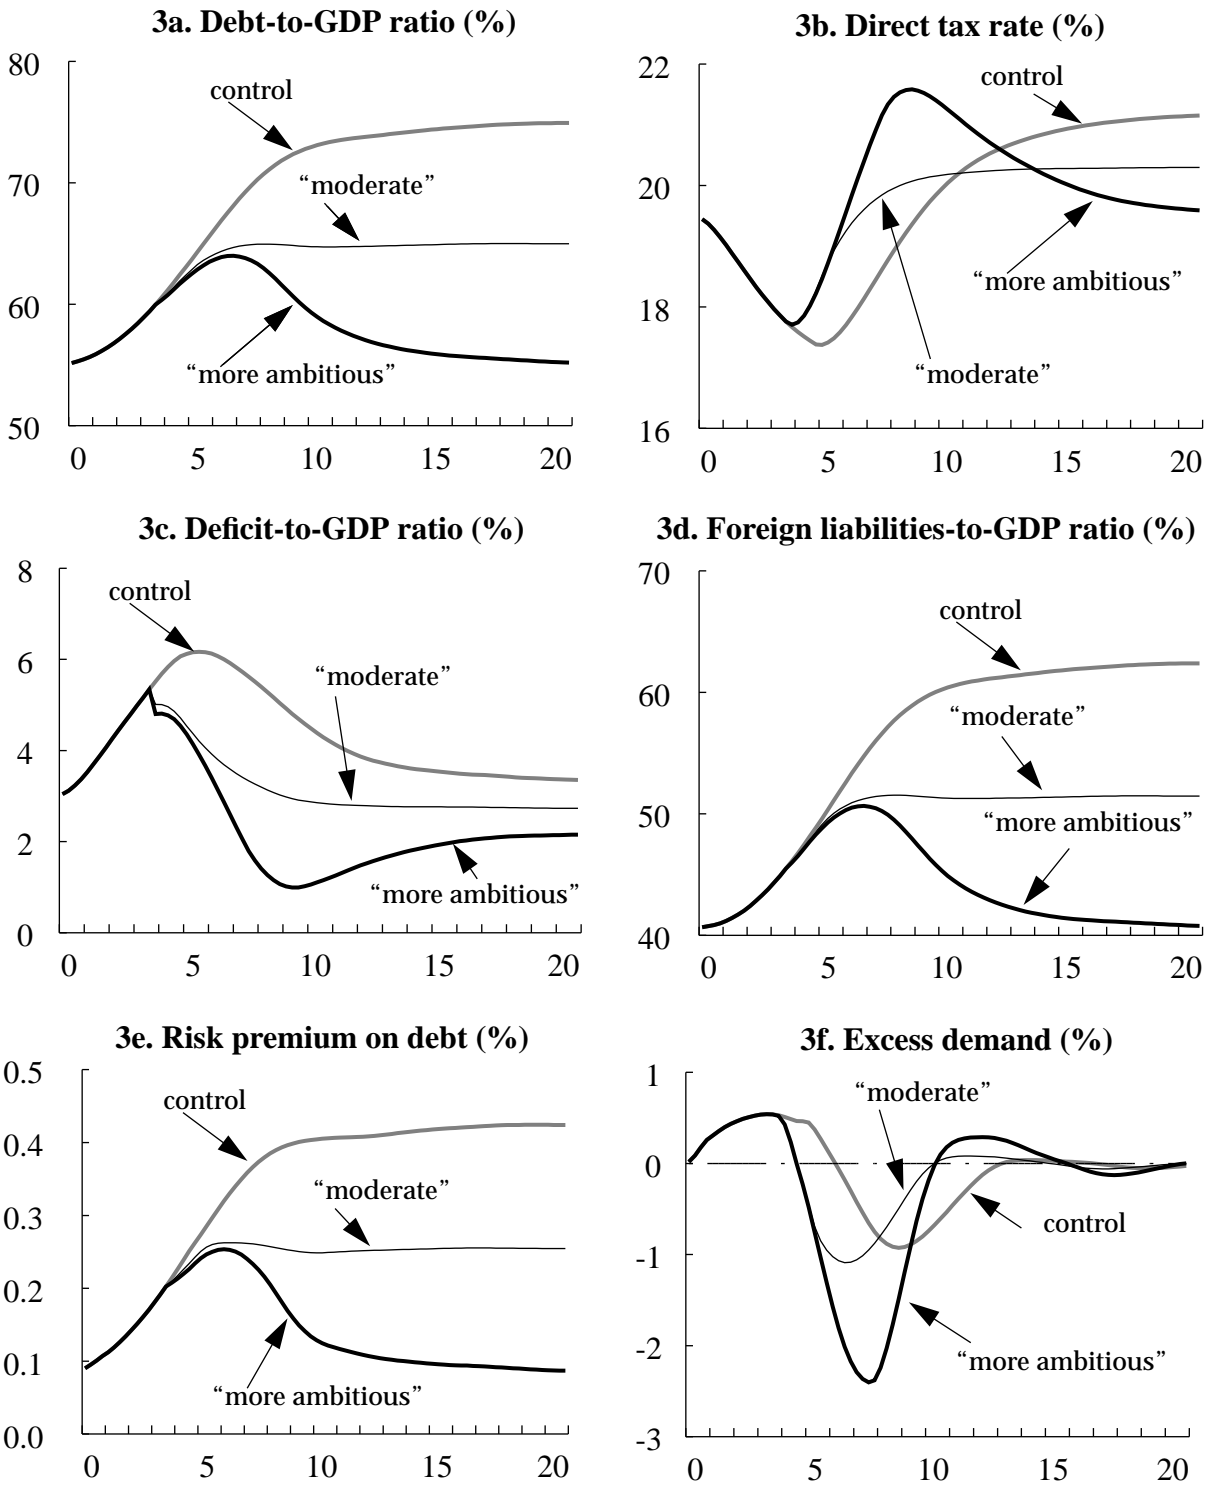 3a. Debt-to-GDP ratio (%)
80
70
60
50
control
“moderate”
“more ambitious”
0 5 10 15 20
3b. Direct tax rate (%)
22
20
18
16
control
“more ambitious”
“moderate”
0 5 10 15 20
3c. Deficit-to-GDP ratio (%)
8
6
4
2
0
control
“moderate”
“more ambitious”
0 5 10 15 20
3d. Foreign liabilities-to-GDP ratio (%)
70
60
50
40
control
“moderate”
“more ambitious”
0 5 10 15 20
3e. Risk premium on debt (%)
0.5
0.4
0.3
0.2
0.1
0.0
control
“moderate”
“more ambitious”
0 5 10 15 20
3f. Excess demand (%)
1
0
-1
-2
-3
“moderate”
control
“more ambitious”
0 5 10 15 20